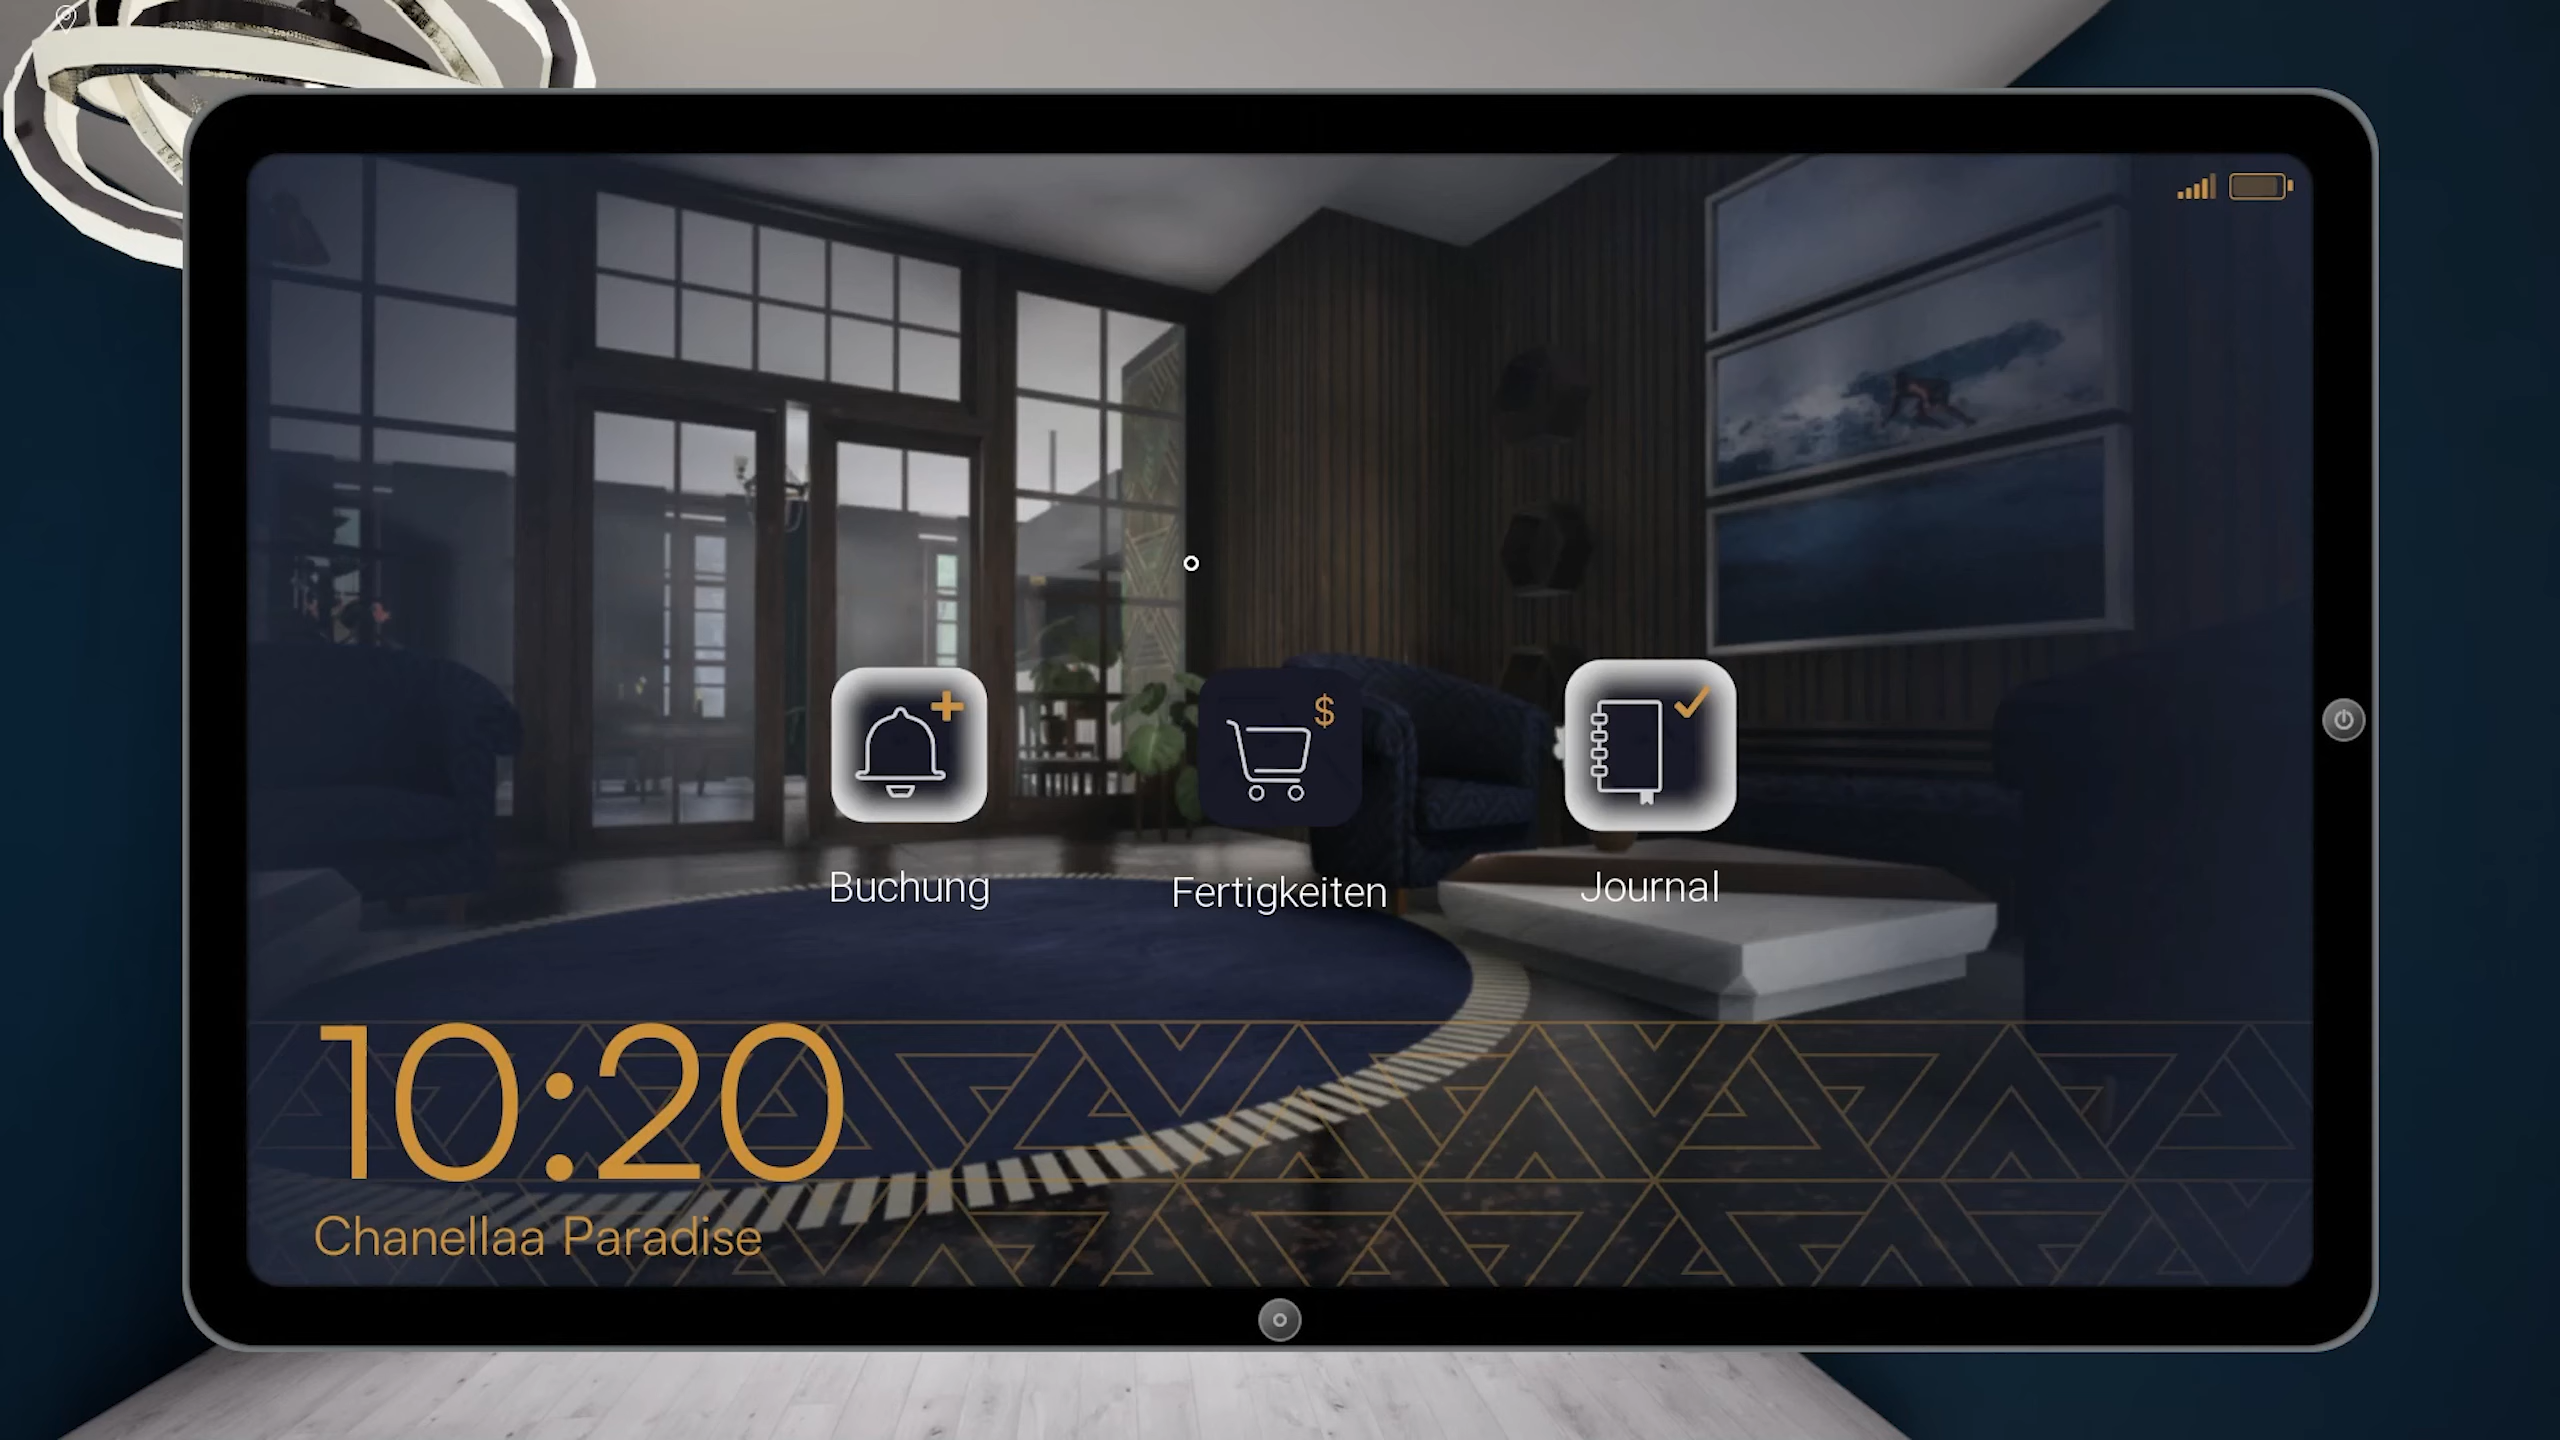 $
Buchung
Fertigkeiten
Journal
10:20
Chanellaa Paradise